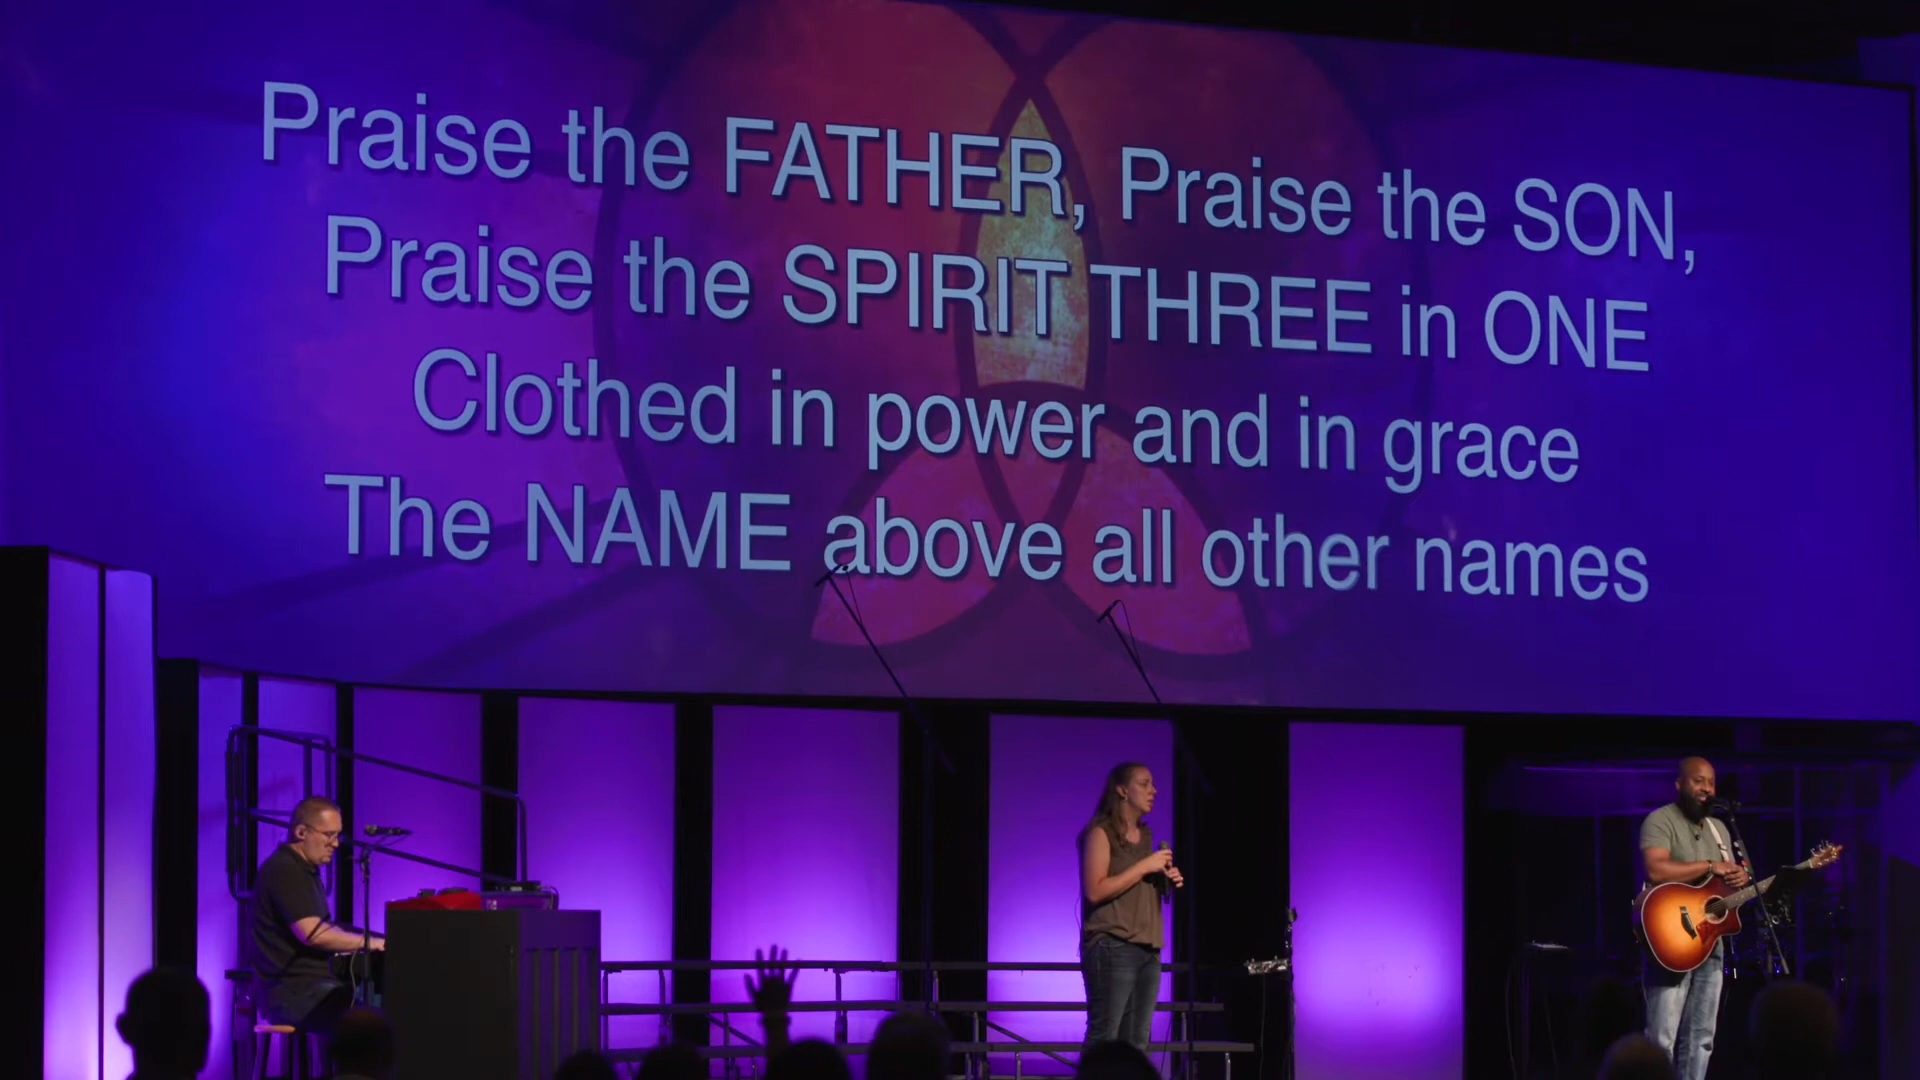 Praise the FATHER, Praise the SON,
Praise the SPIRIT THREE in ONE
Clothed in power and in grace
The NAME above all other names